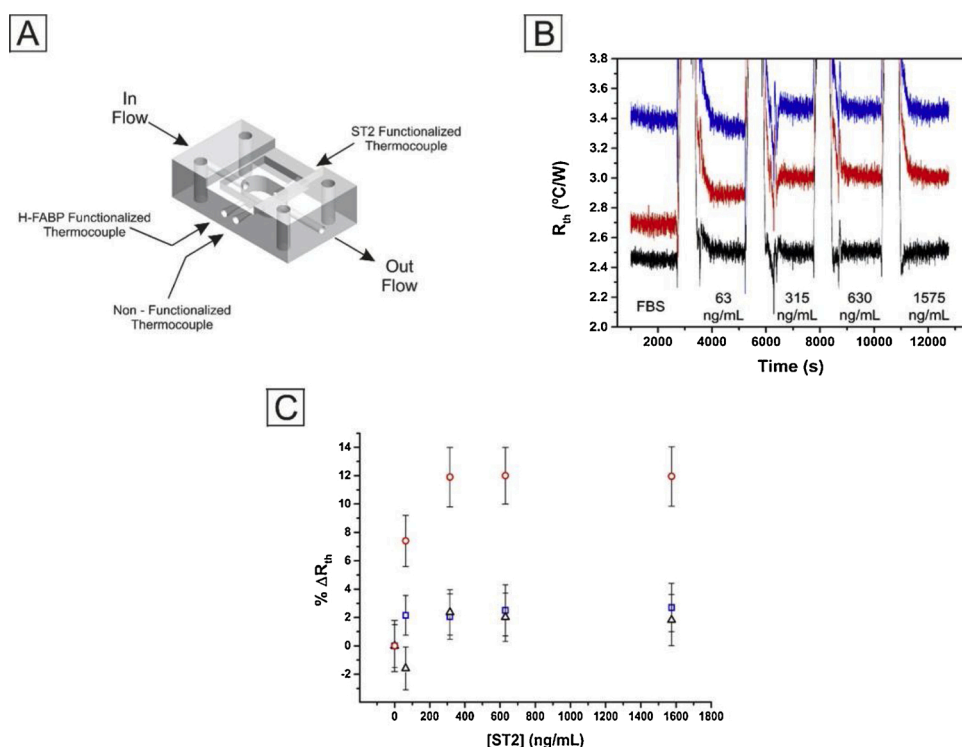 A
In
Flow
ST2 Functionalized
Thermocouple
H-FABP Functionalized
Thermocouple
Non - Functionalized
Thermocouple
Out
Flow
B
3.8
3.6
3.4
3.2
3.0
2.8
2.6
2.4
2.2
2.0
Rth (ºC/W)
FBS
63
ng/mL
315
ng/mL
630
ng/mL
1575
ng/mL
2000
4000
6000
8000
10000
12000
Time (s)
C
14
12
10
8
6
4
2
0
-2
% ΔRth
0
200
400
600
800
1000
1200
1400
1600
1800
[ST2] (ng/mL)